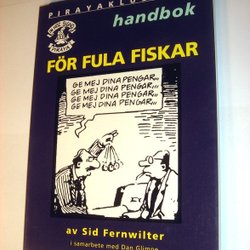 PIRAYAKLUBBENS
handbok
FÖR FULA FISKAR
GE MEJ DINA PENGAR...
GE MEJ DINA PENGAR...
GE MEJ DINA PENGAR..
GE MEJ DINA PENGAR...
av Sid Fernwilter
i samarbete med Dan Glimne